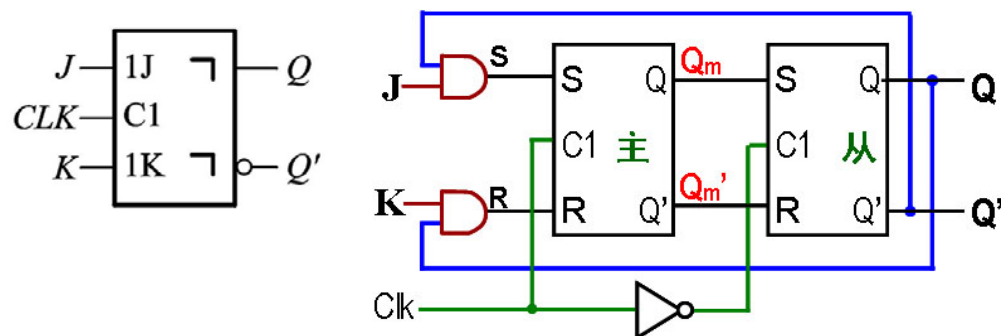 J 1J Q
CLK C1
K 1K Q'
J S S Q Qm S Q Q
C1 主 C1 从
K R R Q' Qm' R Q' Q'
Clk